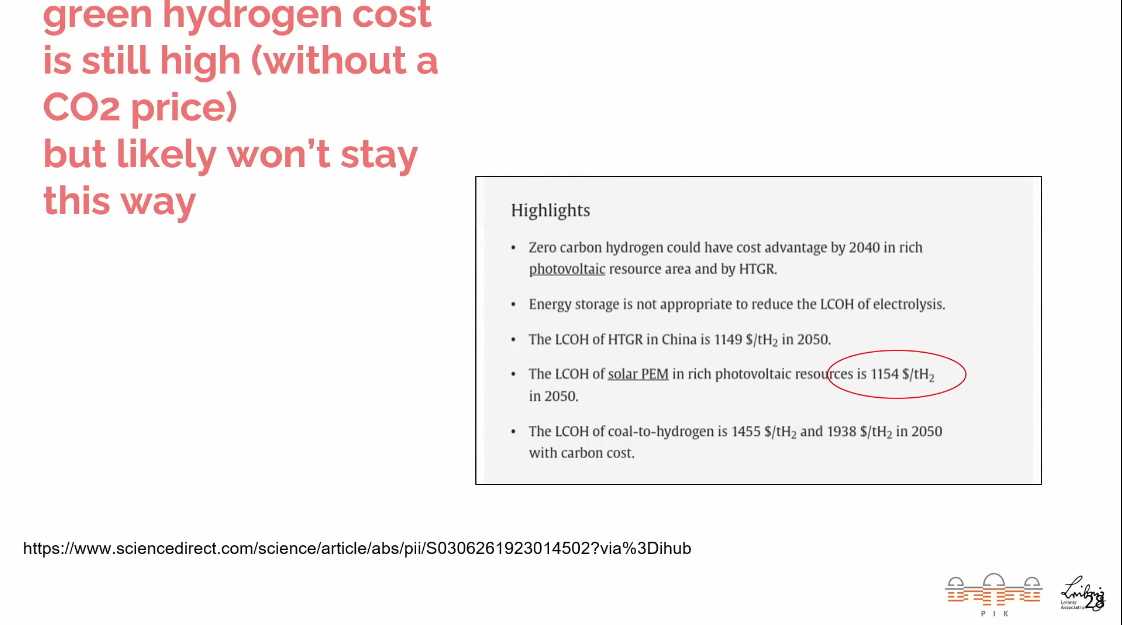 green hydrogen cost
is still high (without a
CO2 price)
but likely won't stay
this way
Highlights
• Zero carbon hydrogen could have cost advantage by 2040 in rich
photovoltaic resource area and by HTGR.
• Energy storage is not appropriate to reduce the LCOH of electrolysis.
• The LCOH of HTGR in China is 1149 $/tH₂ in 2050.
• The LCOH of solar PEM in rich photovoltaic resources is 1154 $/tH₂
in 2050.
• The LCOH of coal-to-hydrogen is 1455 $/tH₂ and 1938 $/tH₂ in 2050
with carbon cost.
https://www.sciencedirect.com/science/article/abs/pii/S0306261923014502?via%3Dihub
P I K
Leibniz
Leibniz
Association